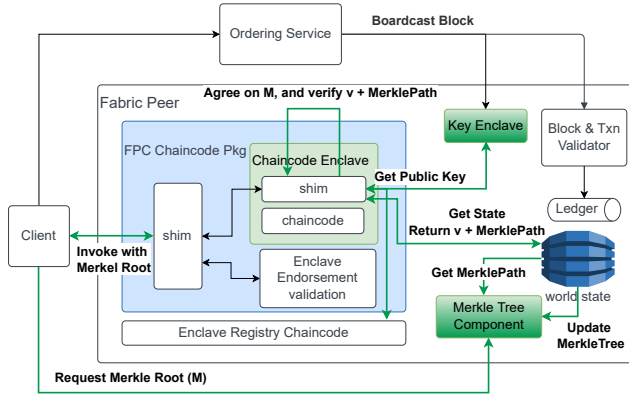 Boardcast Block
Ordering Service
Agree on M, and verify v + MerklePath
Fabric Peer
Key Enclave
Block & Txn
Validator
FPC Chaincode Pkg
Chaincode Enclave
shim
Get Public Key
chaincode
Ledger
Client
shim
Get State
Return v + MerklePath
Invoke with
Merkel Root
Enclave
Endorsement
validation
Get MerklePath
world state
Merkle Tree
Component
Enclave Registry Chaincode
Update
MerkleTree
Request Merkle Root (M)